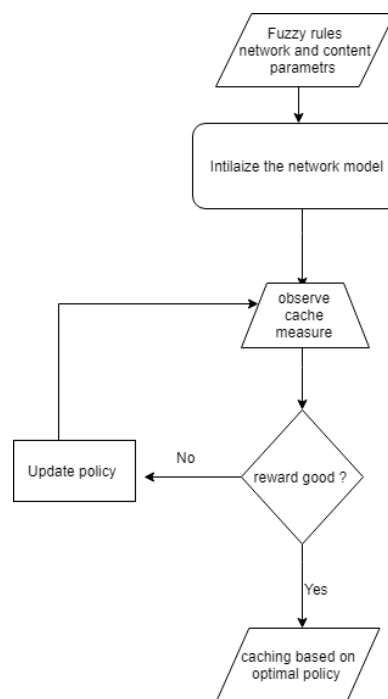 Fuzzy rules
network and content
parametrs
Intilaize the network model
observe
cache
measure
reward good ?
No
Update policy
Yes
caching based on
optimal policy